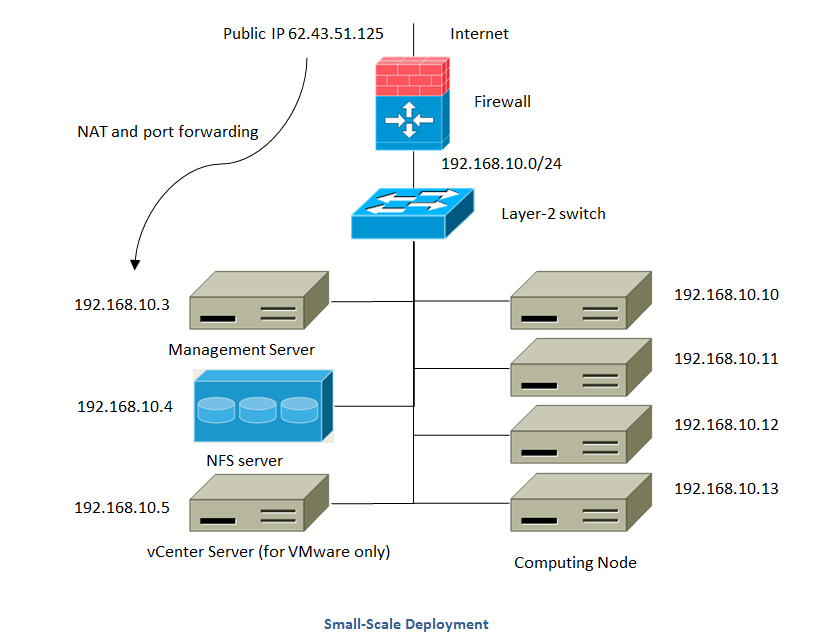 Public IP 62.43.51.125
Internet
Firewall
NAT and port forwarding
192.168.10.0/24
Layer-2 switch
192.168.10.3
Management Server
192.168.10.4
NFS server
192.168.10.5
vCenter Server (for VMware only)
192.168.10.10
192.168.10.11
192.168.10.12
192.168.10.13
Computing Node
Small-Scale Deployment